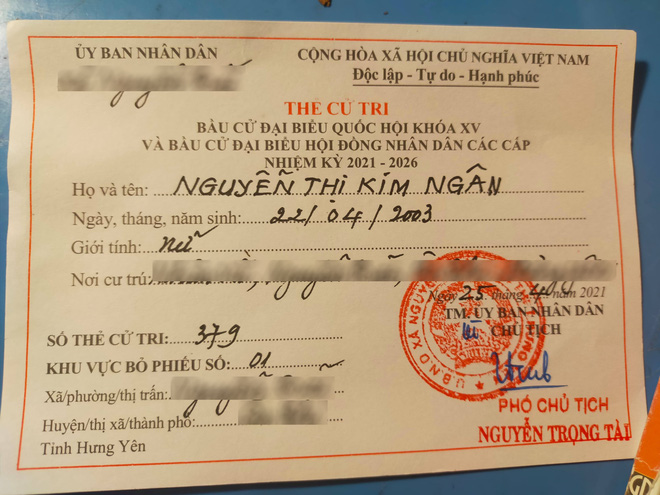 ỦY BAN NHÂN DÂN
CỘNG HÒA XÃ HỘI CHỦ NGHĨA VIỆT NAM
Độc lập - Tự do - Hạnh phúc
THẺ CỬ TRI
BẦU CỬ ĐẠI BIỂU QUỐC HỘI KHÓA XV
VÀ BẦU CỬ ĐẠI BIỂU HỘI ĐỒNG NHÂN DÂN CÁC CẤP
NHIỆM KỲ 2021 - 2026
Họ và tên: NGUYỄN THỊ KIM NGÂN
Ngày, tháng, năm sinh: 22/04/2003
Giới tính: nữ
Nơi cư trú:
Ngày 25 tháng năm 2021
TM. ỦY BAN NHÂN DÂN
CHỦ TỊCH
SỐ THẺ CỬ TRI: 379
KHU VỰC BỎ PHIẾU SỐ: 01
Xã/phường/thị trấn:
Huyện/thị xã/thành phố:
Tỉnh Hưng Yên
PHÓ CHỦ TỊCH
NGUYỄN TRỌNG TÀI